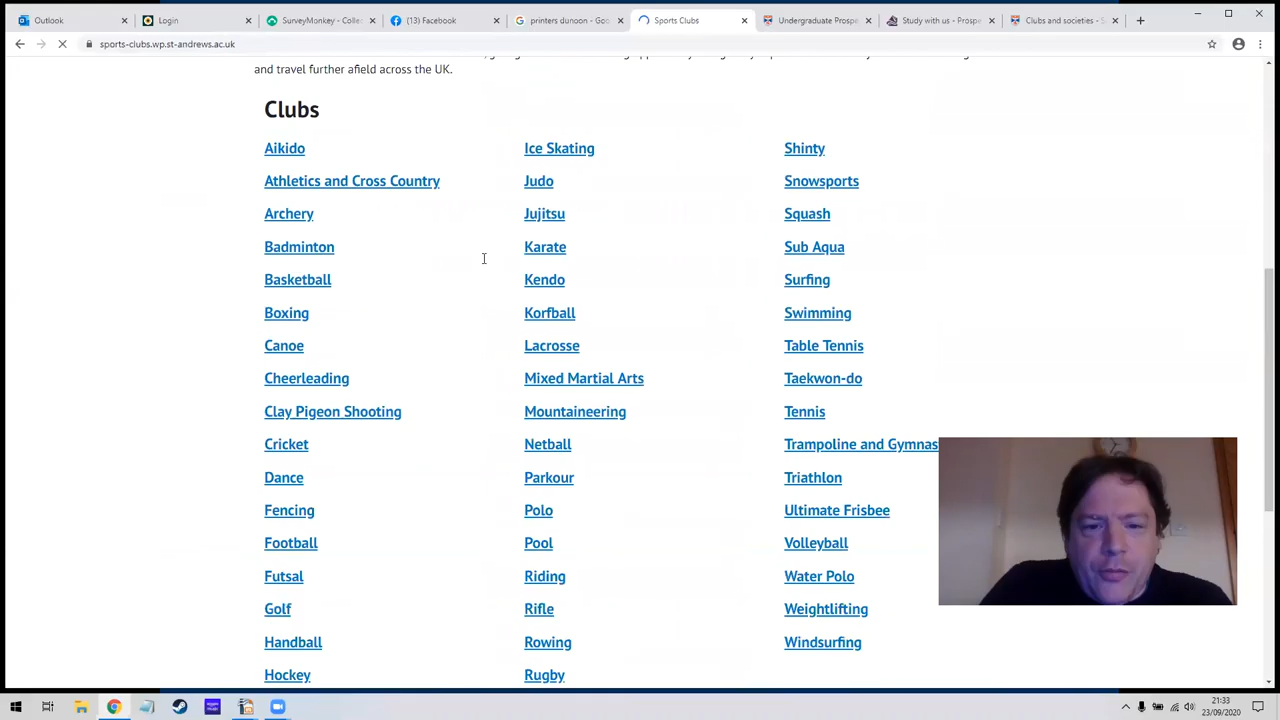 Outlook
Login
SurveyMonkey - Colle
(13) Facebook
printers dunoon - Goo
Sports Clubs
Undergraduate Prospe
Study with us - Prospe
Clubs and societies - S
sports-clubs.wp.st-andrews.ac.uk
and travel further afield across the UK.
Clubs
Aikido
Athletics and Cross Country
Archery
Badminton
Basketball
Boxing
Canoe
Cheerleading
Clay Pigeon Shooting
Cricket
Dance
Fencing
Football
Futsal
Golf
Handball
Hockey
Ice Skating
Judo
Jujitsu
Karate
Kendo
Korfball
Lacrosse
Mixed Martial Arts
Mountaineering
Netball
Parkour
Polo
Pool
Riding
Rifle
Rowing
Rugby
Shinty
Snowsports
Squash
Sub Aqua
Surfing
Swimming
Table Tennis
Taekwon-do
Tennis
Trampoline and Gymnas
Triathlon
Ultimate Frisbee
Volleyball
Water Polo
Weightlifting
Windsurfing
21:33
23/09/2020